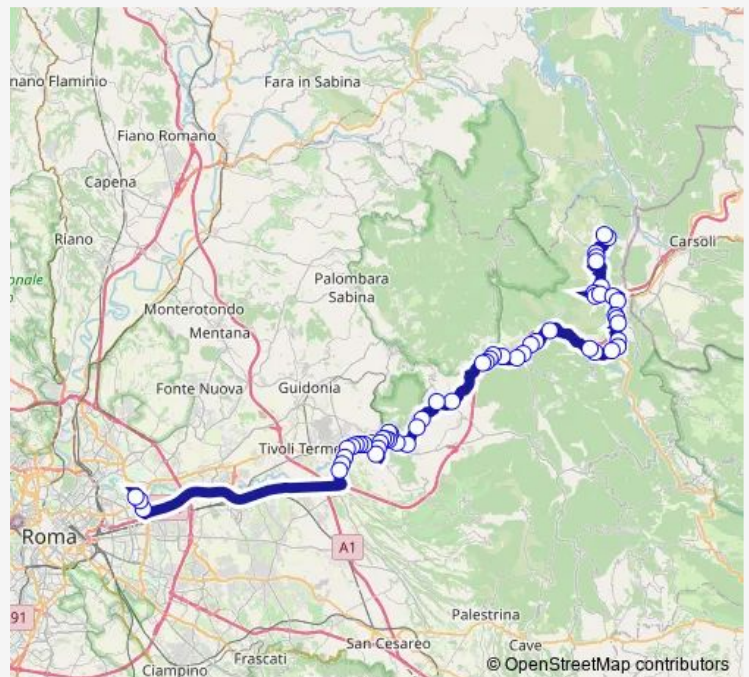 nano Flaminio
Fara in Sabina
Fiano Romano
Capena
Riano
Carsoli
onale
Palombara
Sabina
Monterotondo
Mentana
Fonte Nuova
Guidonia
Tivoli Terme
Roma
A1
91
Palestrina
San Cesareo
Cave
Frascati
Ciampino
© OpenStreetMap contributors